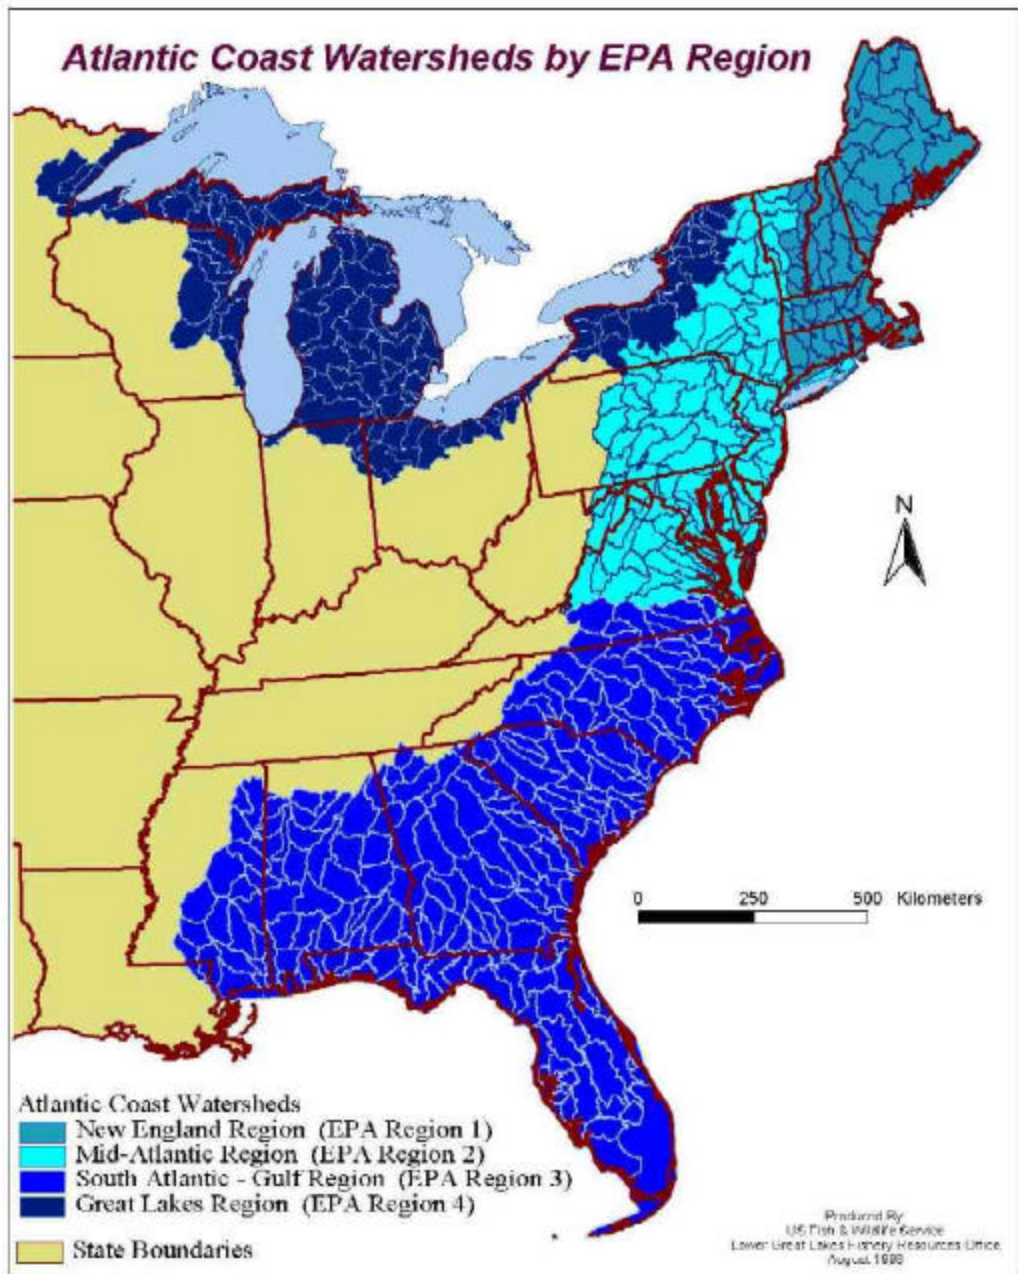 Atlantic Coast Watersheds by EPA Region
N
0 250 500 Kilometers
Atlantic Coast Watersheds
New England Region (EPA Region 1)
Mid-Atlantic Region (EPA Region 2)
South Atlantic - Gulf Region (EPA Region 3)
Great Lakes Region (EPA Region 4)
State Boundaries
Produced By
US Fish & Wildlife Service
Lower Great Lakes Fishery Resources Office
August 1998